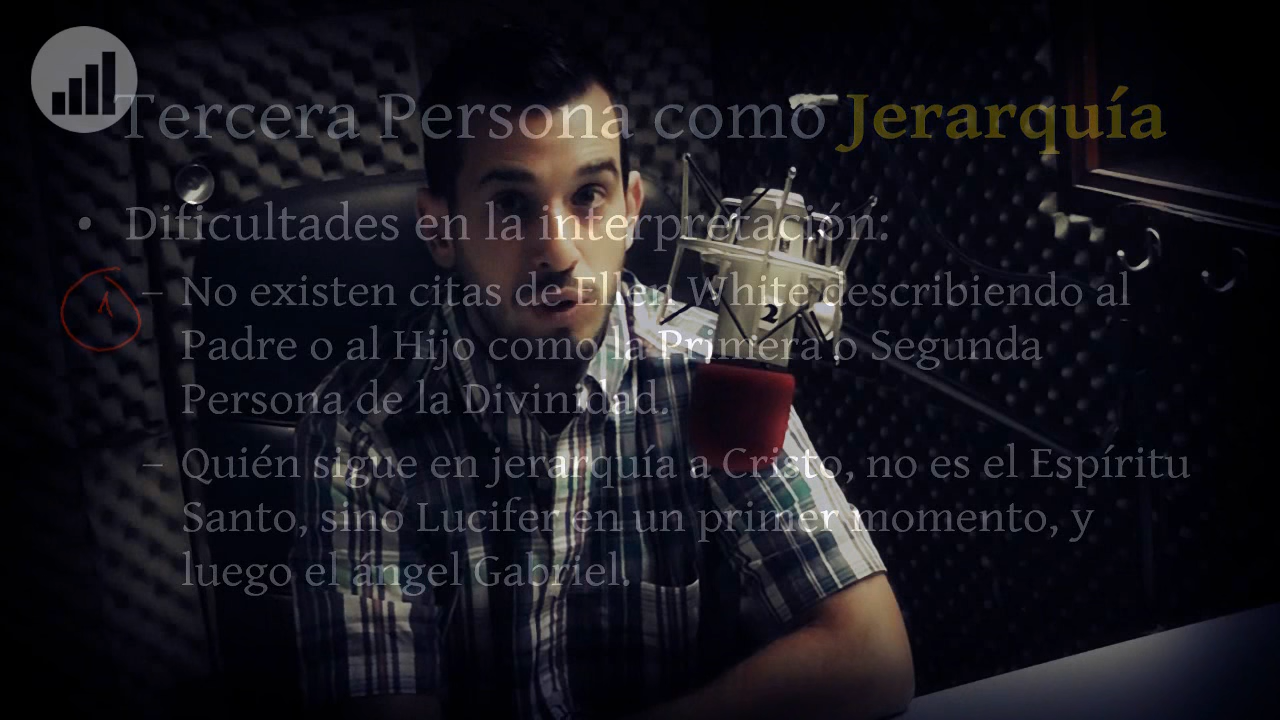 Tercera Persona como Jerarquía
• Dificultades en la interpretación:
1
– No existen citas de Ellen White describiendo al
Padre o al Hijo como la Primera o Segunda
Persona de la Divinidad.
– Quién sigue en jerarquía a Cristo, no es el Espíritu
Santo, sino Lucifer en un primer momento, y
luego el ángel Gabriel.
2